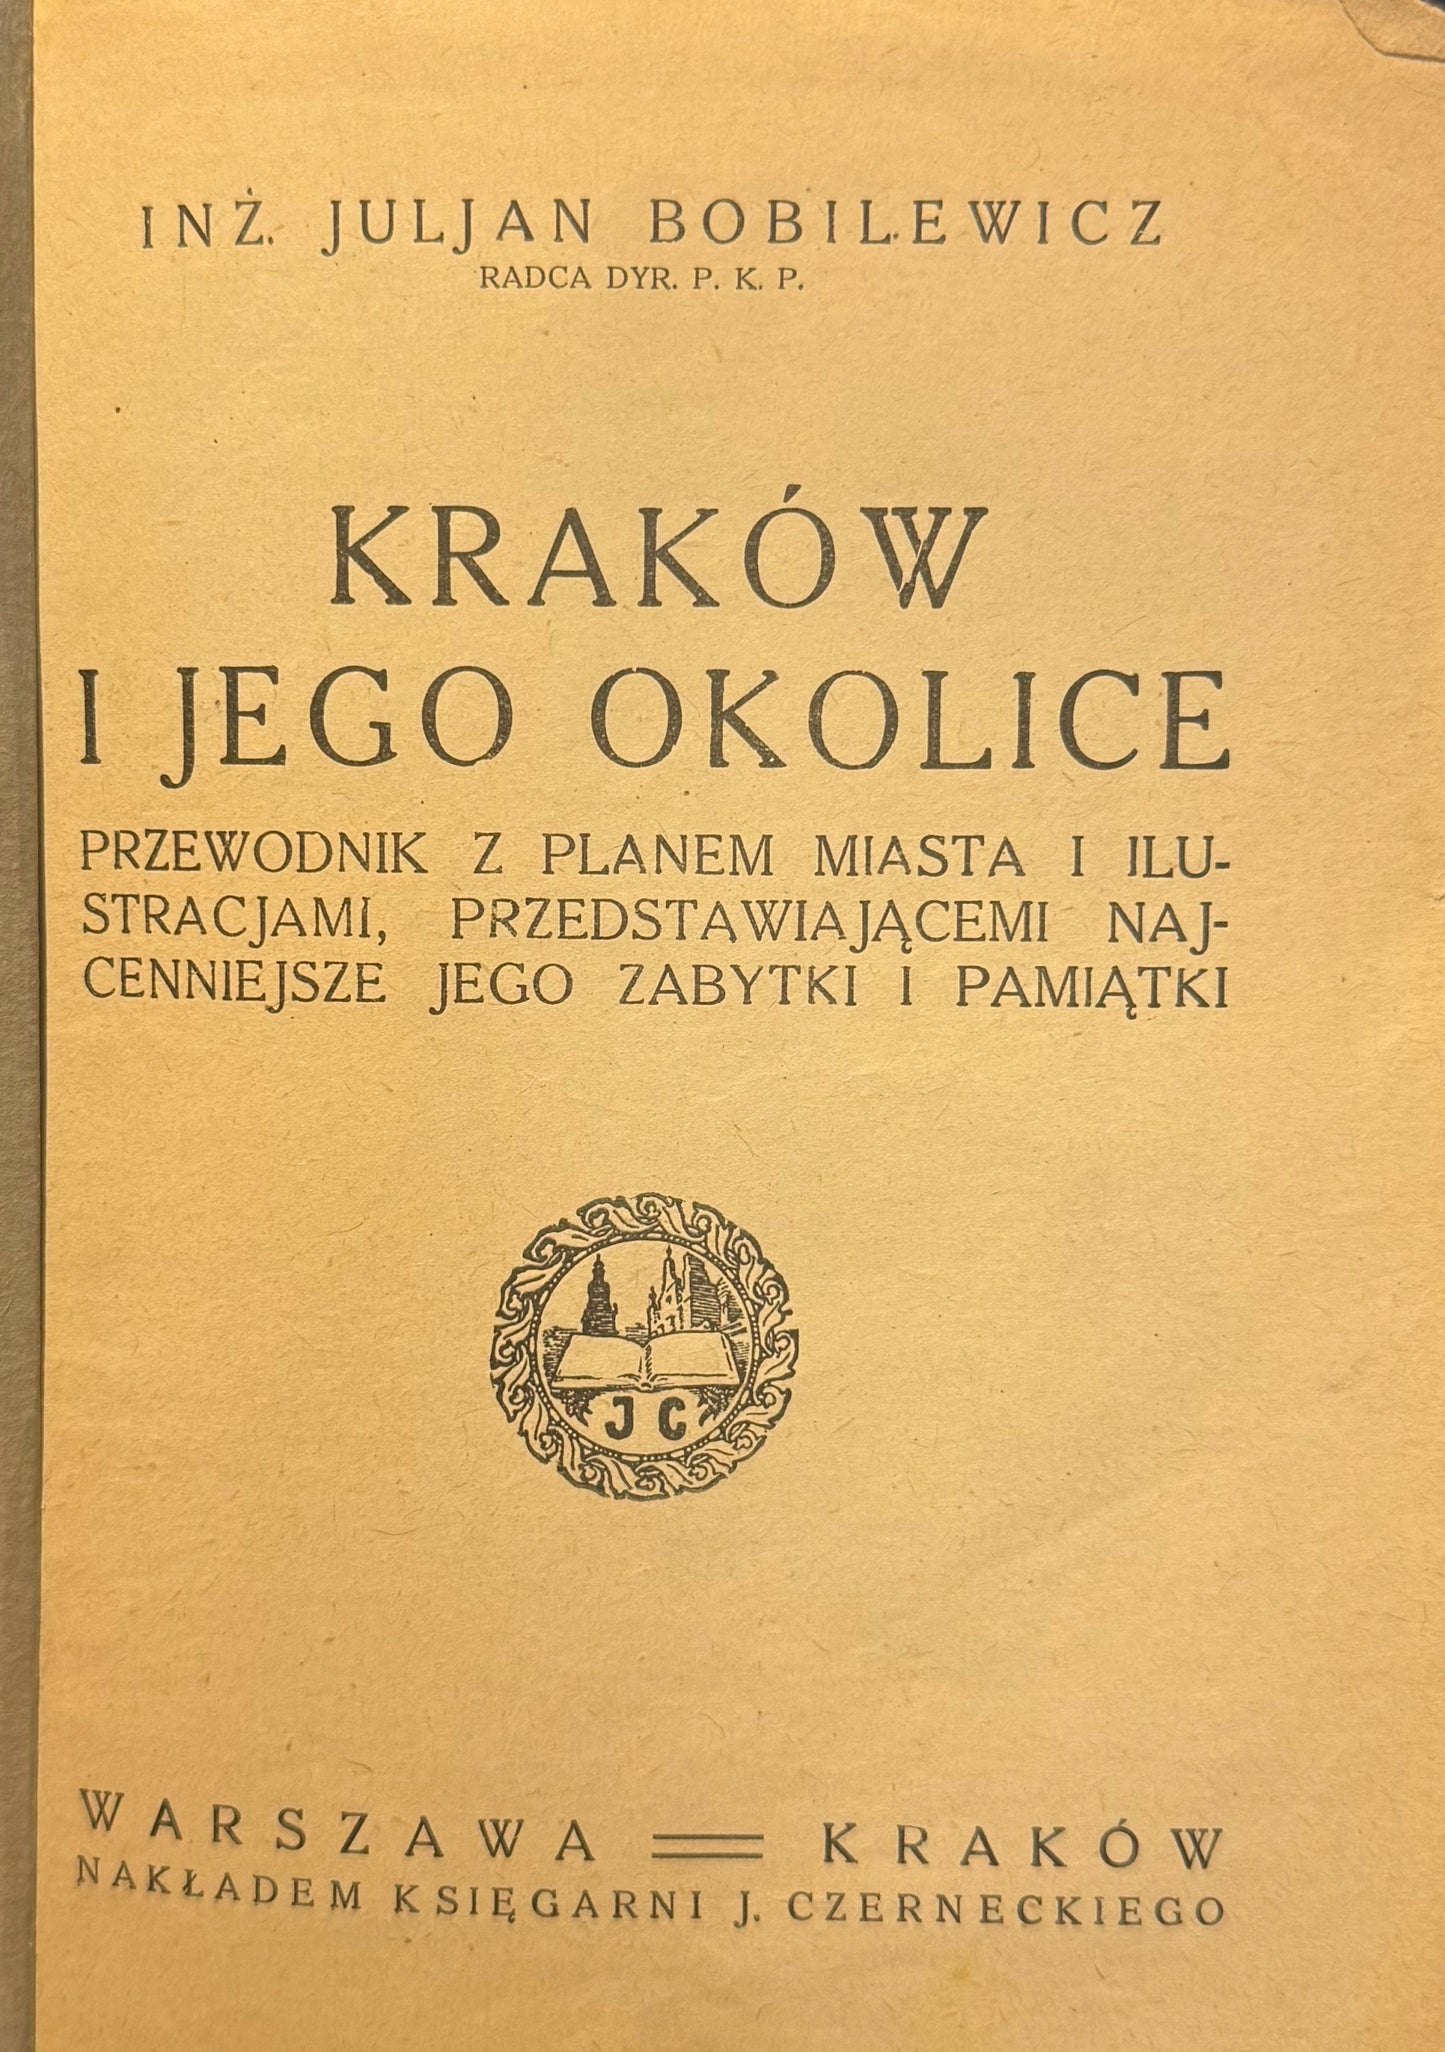 INŻ. JULJAN BOBILEWICZ
RADCA DYR. P. K. P.
KRAKÓW
I JEGO OKOLICE
PRZEWODNIK Z PLANEM MIASTA I ILU-
STRACJAMI, PRZEDSTAWIAJĄCEMI NAJ-
CENNIEJSZE JEGO ZABYTKI I PAMIĄTKI
J C
WARSZAWA = KRAKÓW
NAKŁADEM KSIĘGARNI J. CZERNECKIEGO